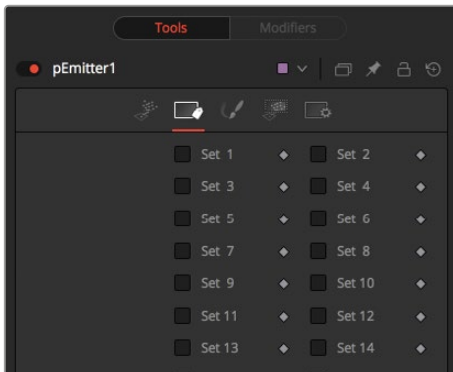 Tools Modifiers
pEmitter1
Set 1 Set 2
Set 3 Set 4
Set 5 Set 6
Set 7 Set 8
Set 9 Set 10
Set 11 Set 12
Set 13 Set 14